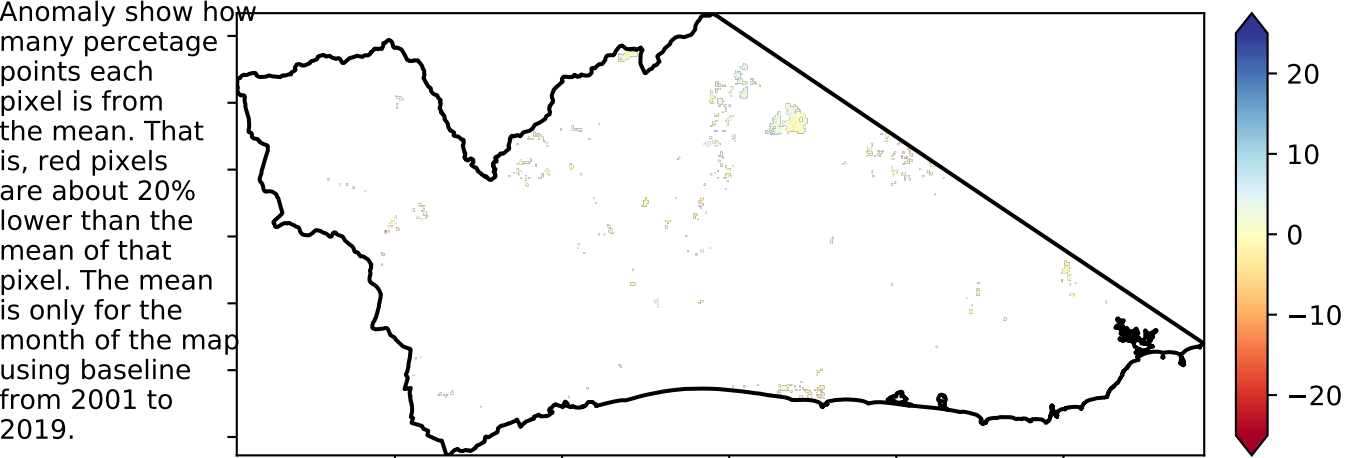 Anomaly show how
many percetage
points each
pixel is from
the mean. That
is, red pixels
are about 20%
lower than the
mean of that
pixel. The mean
is only for the
month of the map
using baseline
from 2001 to
2019.
20
10
0
−10
−20